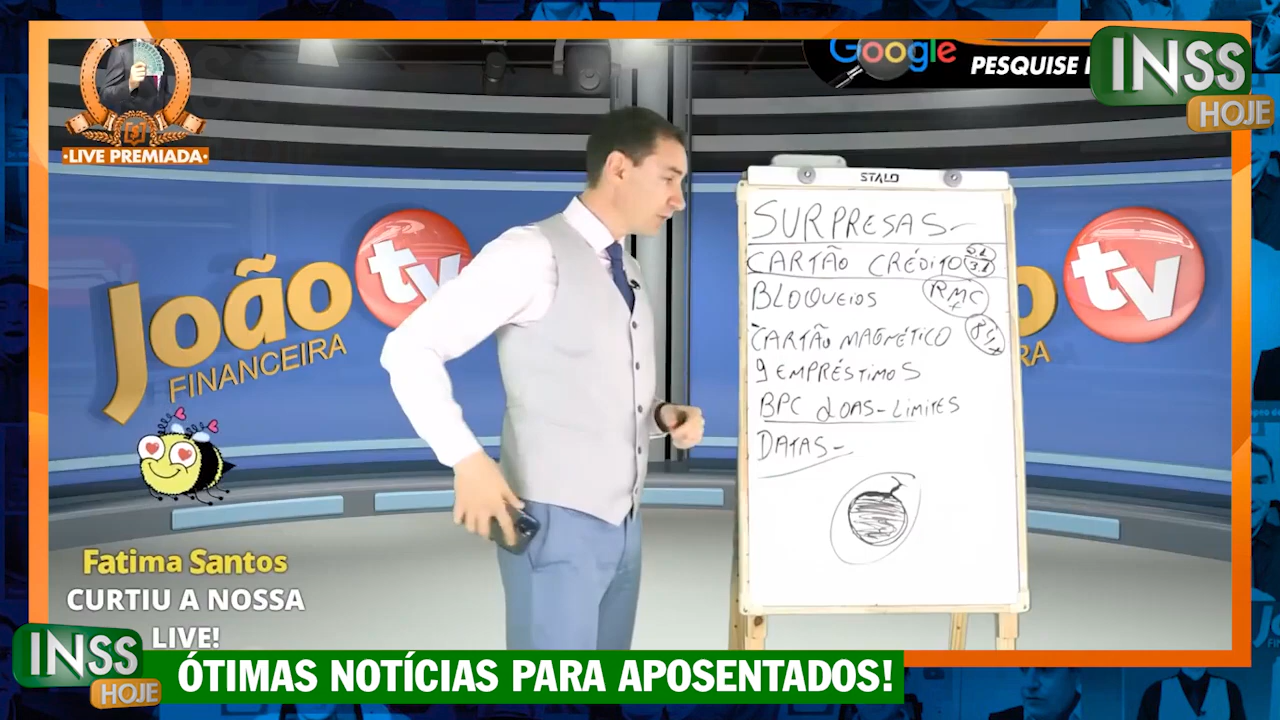 Google
PESQUISE
INSS
HOJE
LIVE PREMIADA
STALO
SURPRESAS-
CARTÃO CRÉDITO
BLOQUEIOS
RMC
CARTÃO MAGNÉTICO
9 EMPRÉSTIMOS
BPC LOAS-LIMITES
DATAS-
João
FINANCEIRA
tv
tv
Fatima Santos
CURTIU A NOSSA
LIVE!
INSS
HOJE
ÓTIMAS NOTÍCIAS PARA APOSENTADOS!